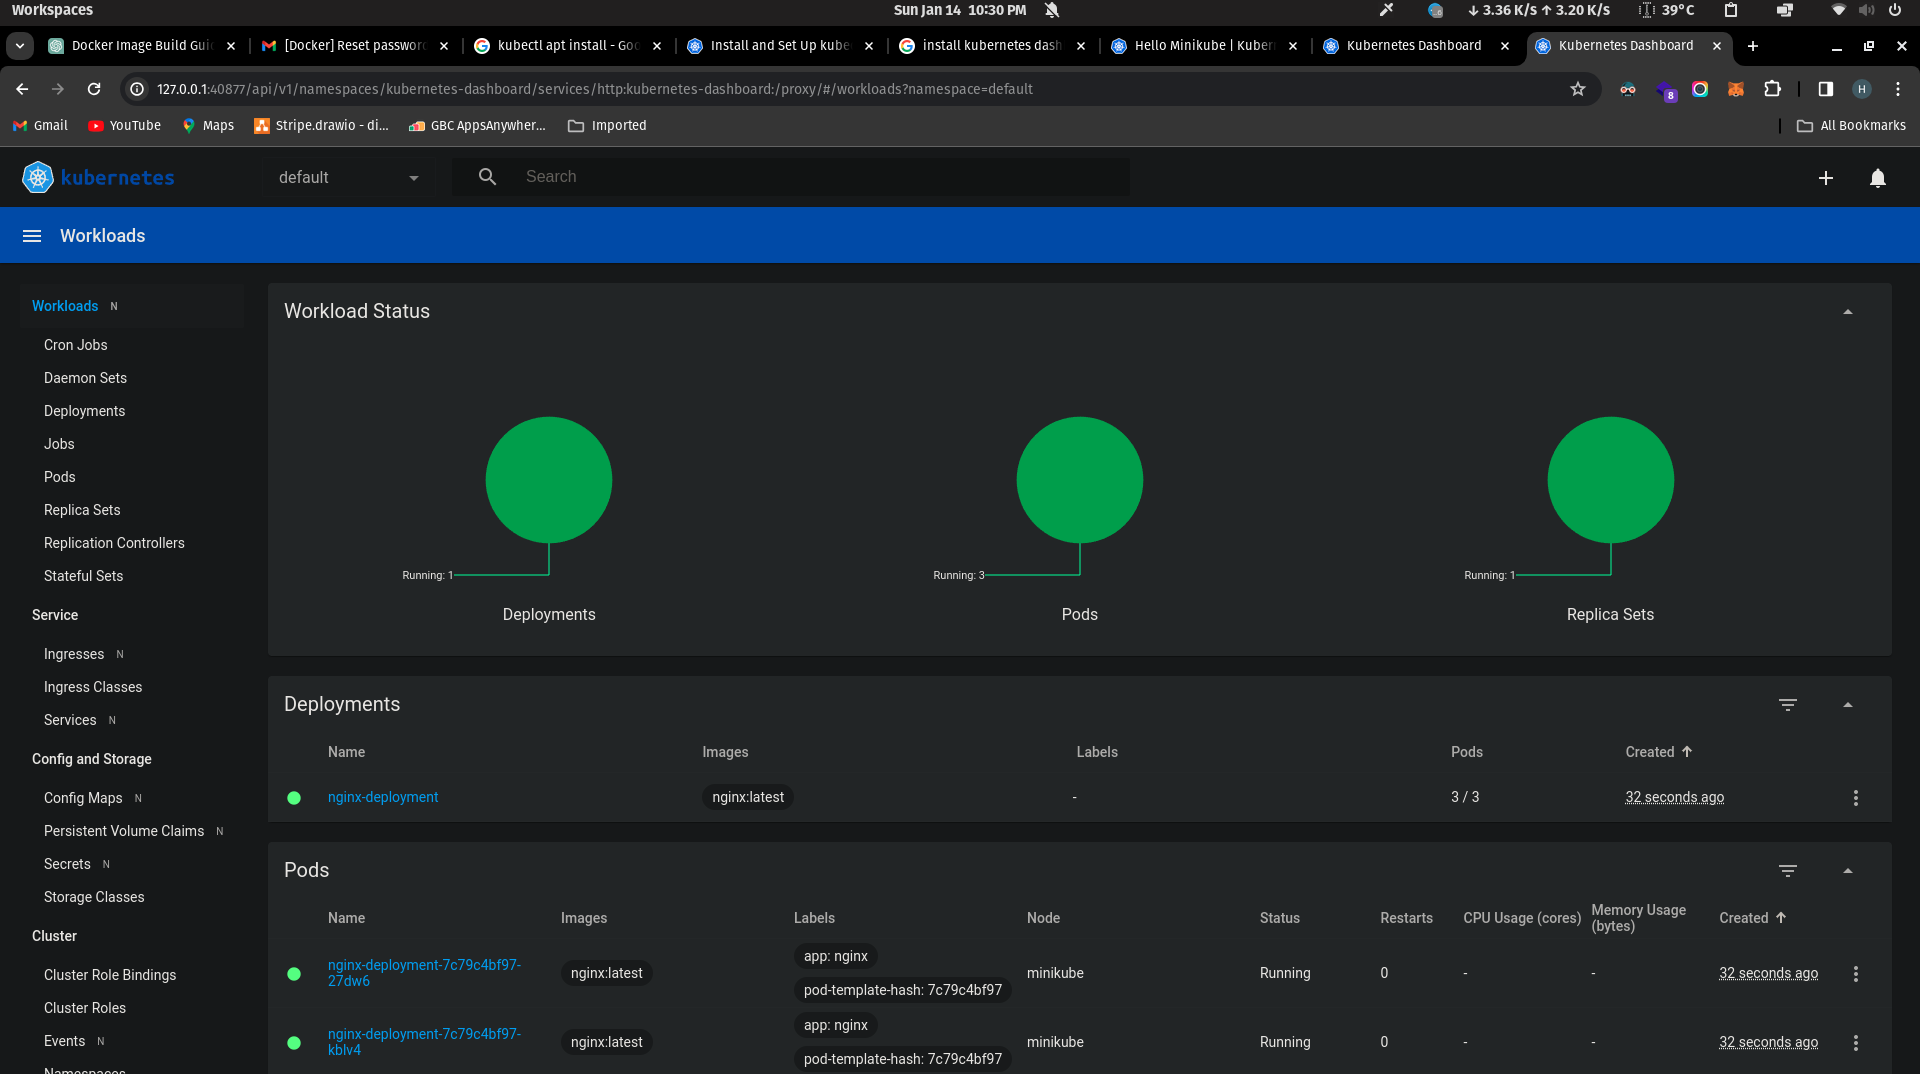 Workspaces
Sun Jan 14 10:30 PM
↓ 3.36 K/s ↑ 3.20 K/s
39°C
Docker Image Build Gui
[Docker] Reset password
kubectl apt install - Goo
Install and Set Up kube
install kubernetes dash
Hello Minikube | Kuber
Kubernetes Dashboard
Kubernetes Dashboard
127.0.0.1:40877/api/v1/namespaces/kubernetes-dashboard/services/http:kubernetes-dashboard:/proxy/#/workloads?namespace=default
8
H
Gmail
YouTube
Maps
Stripe.drawio - di...
GBC AppsAnywher...
Imported
All Bookmarks
kubernetes
default
Search
Workloads
Workloads N
Cron Jobs
Daemon Sets
Deployments
Jobs
Pods
Replica Sets
Replication Controllers
Stateful Sets
Service
Ingresses N
Ingress Classes
Services N
Config and Storage
Config Maps N
Persistent Volume Claims N
Secrets N
Storage Classes
Cluster
Cluster Role Bindings
Cluster Roles
Events N
Namespaces
Workload Status
Running: 1
Deployments
Running: 3
Pods
Running: 1
Replica Sets
Deployments
Name Images Labels Pods Created
nginx-deployment nginx:latest - 3 / 3 32 seconds ago
Pods
Name Images Labels Node Status Restarts CPU Usage (cores) Memory Usage (bytes) Created
nginx-deployment-7c79c4bf97-27dw6 nginx:latest app: nginx pod-template-hash: 7c79c4bf97 minikube Running 0 - - 32 seconds ago
nginx-deployment-7c79c4bf97-kblv4 nginx:latest app: nginx pod-template-hash: 7c79c4bf97 minikube Running 0 - - 32 seconds ago